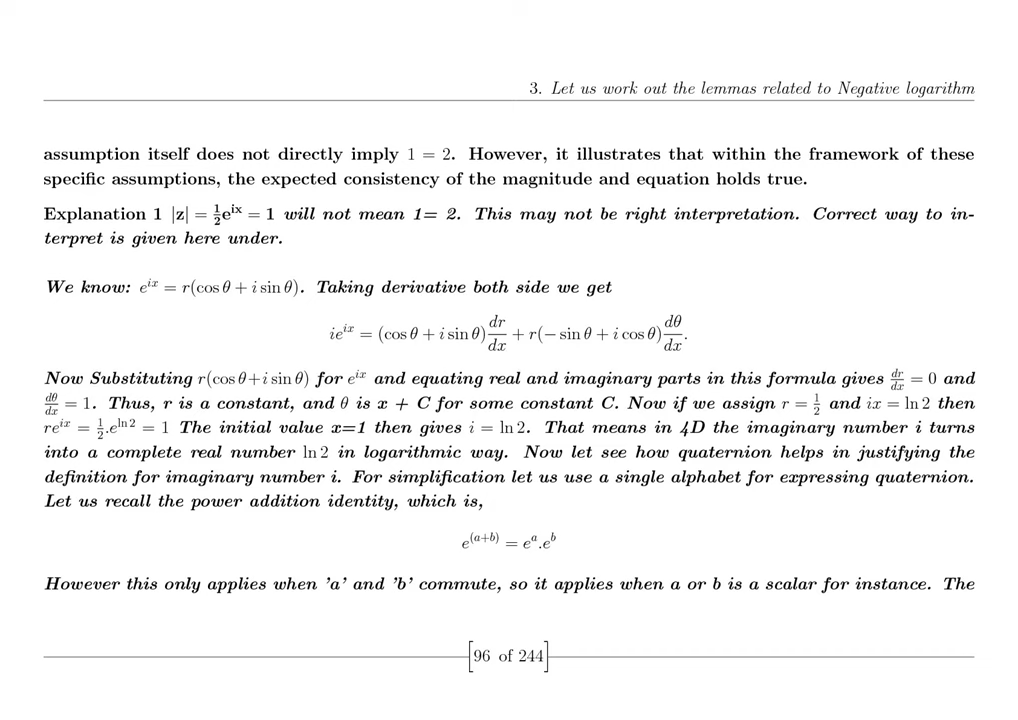 3. Let us work out the lemmas related to Negative logarithm
assumption itself does not directly imply 1 = 2. However, it illustrates that within the framework of these
specific assumptions, the expected consistency of the magnitude and equation holds true.
Explanation 1 |z| = ½e^{ix} = 1 will not mean 1= 2. This may not be right interpretation. Correct way to in-
terpret is given here under.
We know: e^{ix} = r(cos θ + i sin θ). Taking derivative both side we get
ie^{ix} = (cos θ + i sin θ) dr/dx + r(− sin θ + i cos θ) dθ/dx.
Now Substituting r(cos θ+i sin θ) for e^{ix} and equating real and imaginary parts in this formula gives dr/dx = 0 and
dθ/dx = 1. Thus, r is a constant, and θ is x + C for some constant C. Now if we assign r = ½ and ix = ln 2 then
re^{ix} = ½.e^{ln 2} = 1 The initial value x=1 then gives i = ln 2. That means in 4D the imaginary number i turns
into a complete real number ln 2 in logarithmic way. Now let see how quaternion helps in justifying the
definition for imaginary number i. For simplification let us use a single alphabet for expressing quaternion.
Let us recall the power addition identity, which is,
e^{(a+b)} = e^a.e^b
However this only applies when 'a' and 'b' commute, so it applies when a or b is a scalar for instance. The
[96 of 244]